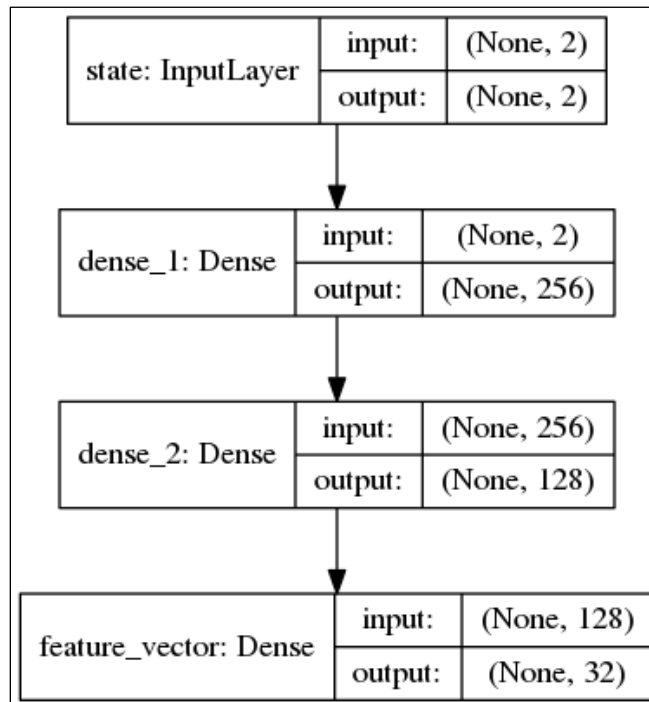 state: InputLayer
input: (None, 2)
output: (None, 2)
dense_1: Dense
input: (None, 2)
output: (None, 256)
dense_2: Dense
input: (None, 256)
output: (None, 128)
feature_vector: Dense
input: (None, 128)
output: (None, 32)